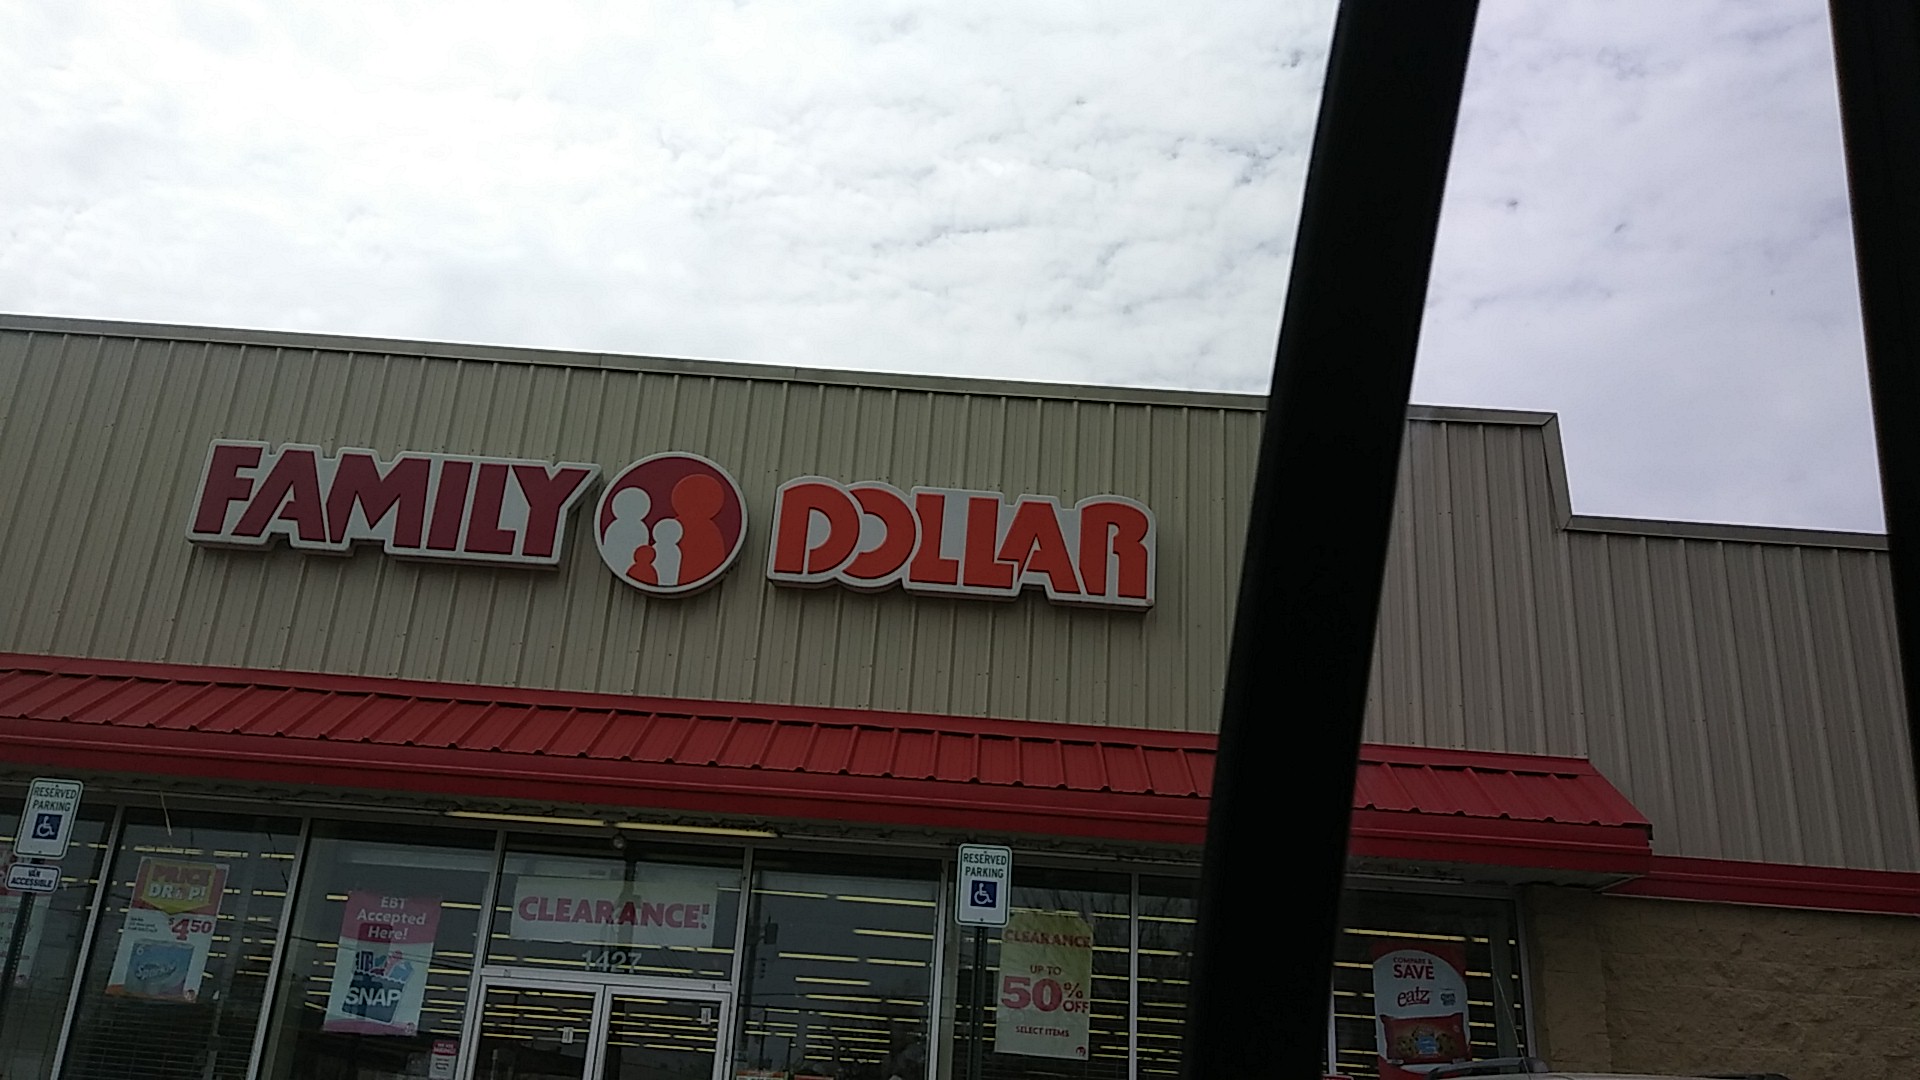 FAMILY DOLLAR
RESERVED
PARKING
VAN
ACCESSIBLE
PRICE
DROP!
$4.50
EBT
Accepted
Here!
SNAP
CLEARANCE!
1427
RESERVED
PARKING
CLEARANCE
UP TO
50%
OFF
SELECT ITEMS
COMPARE &
SAVE
eatz